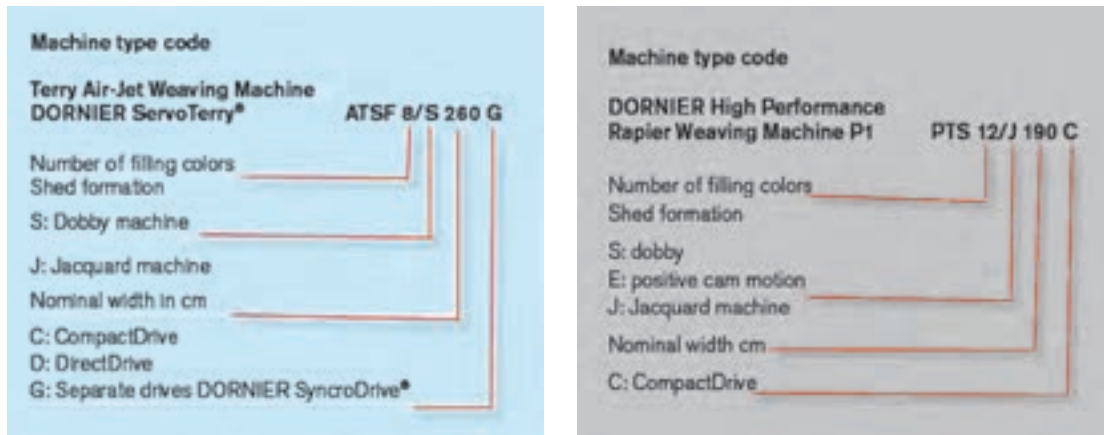 Machine type code
Terry Air-Jet Weaving Machine
DORNIER ServoTerry® ATSF 8/S 260 G
Number of filling colors
Shed formation
S: Dobby machine
J: Jacquard machine
Nominal width in cm
C: CompactDrive
D: DirectDrive
G: Separate drives DORNIER SyncroDrive®
Machine type code
DORNIER High Performance
Rapier Weaving Machine P1 PTS 12/J 190 C
Number of filling colors
Shed formation
S: dobby
E: positive cam motion
J: Jacquard machine
Nominal width cm
C: CompactDrive